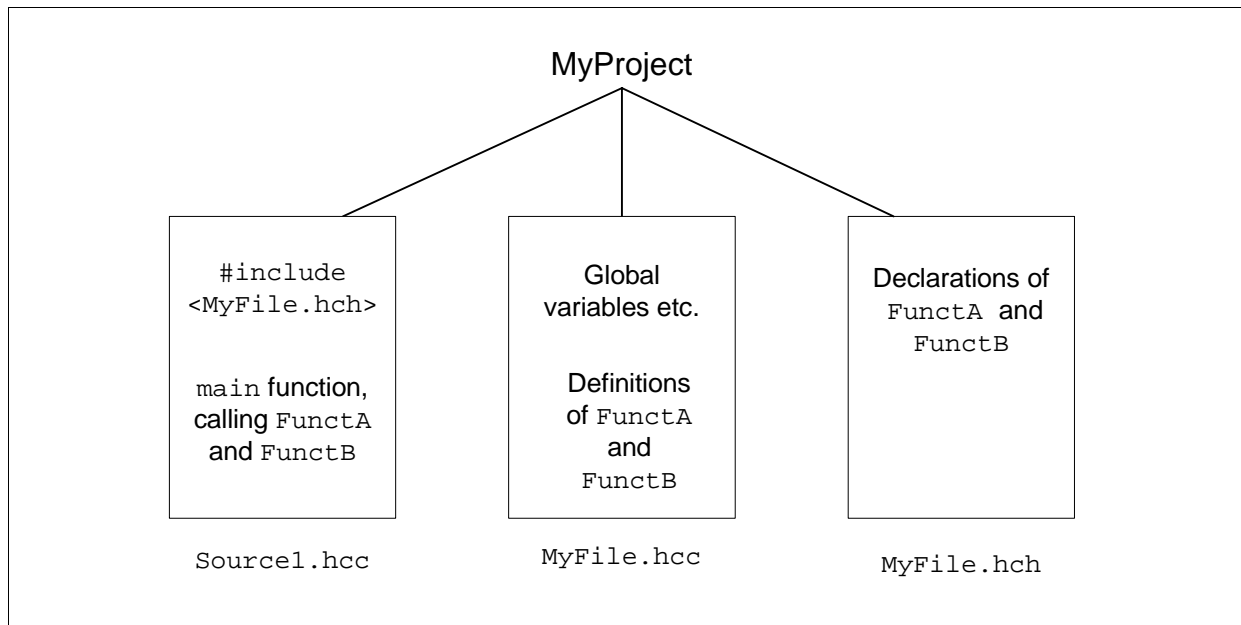 MyProject
#include
<MyFile.hch>
main function,
calling FunctA
and FunctB
Source1.hcc
Global
variables etc.
Definitions
of FunctA
and
FunctB
MyFile.hcc
Declarations of
FunctA and
FunctB
MyFile.hch